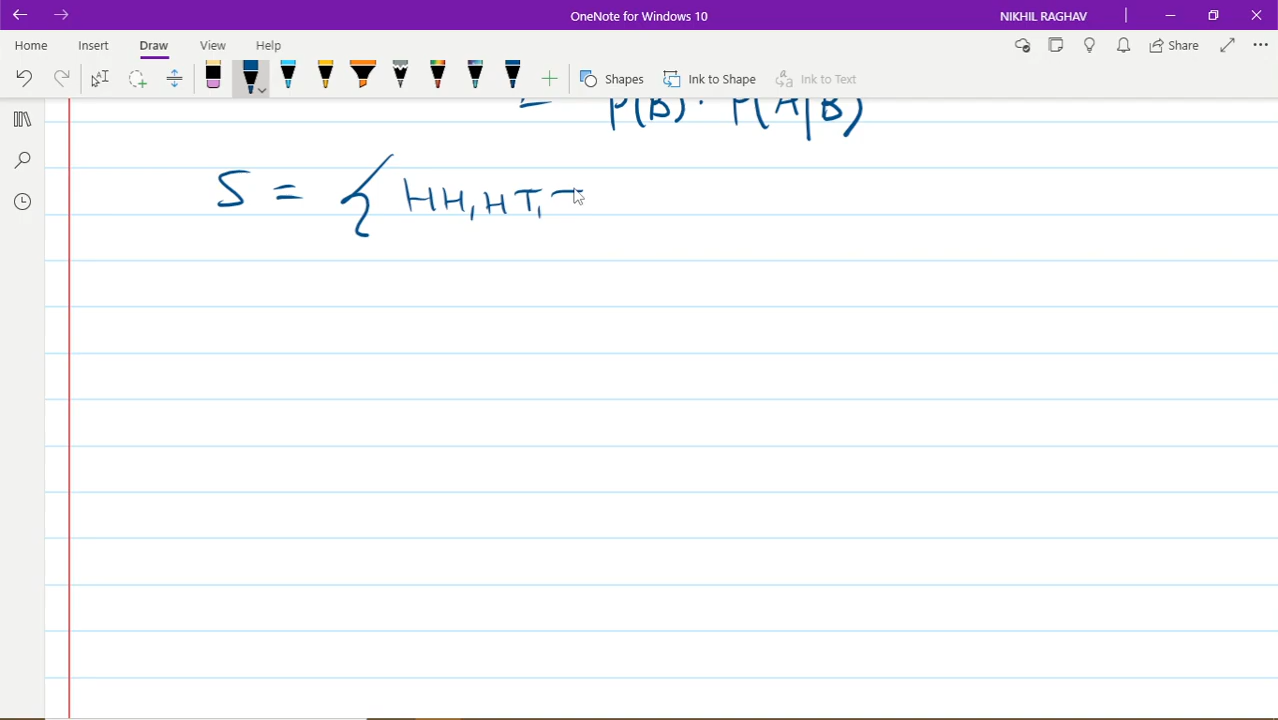 OneNote for Windows 10
NIKHIL RAGHAV
Home Insert Draw View Help
Share
Shapes Ink to Shape Ink to Text
= P(B) . P(A|B)
S = { HH, HT, T